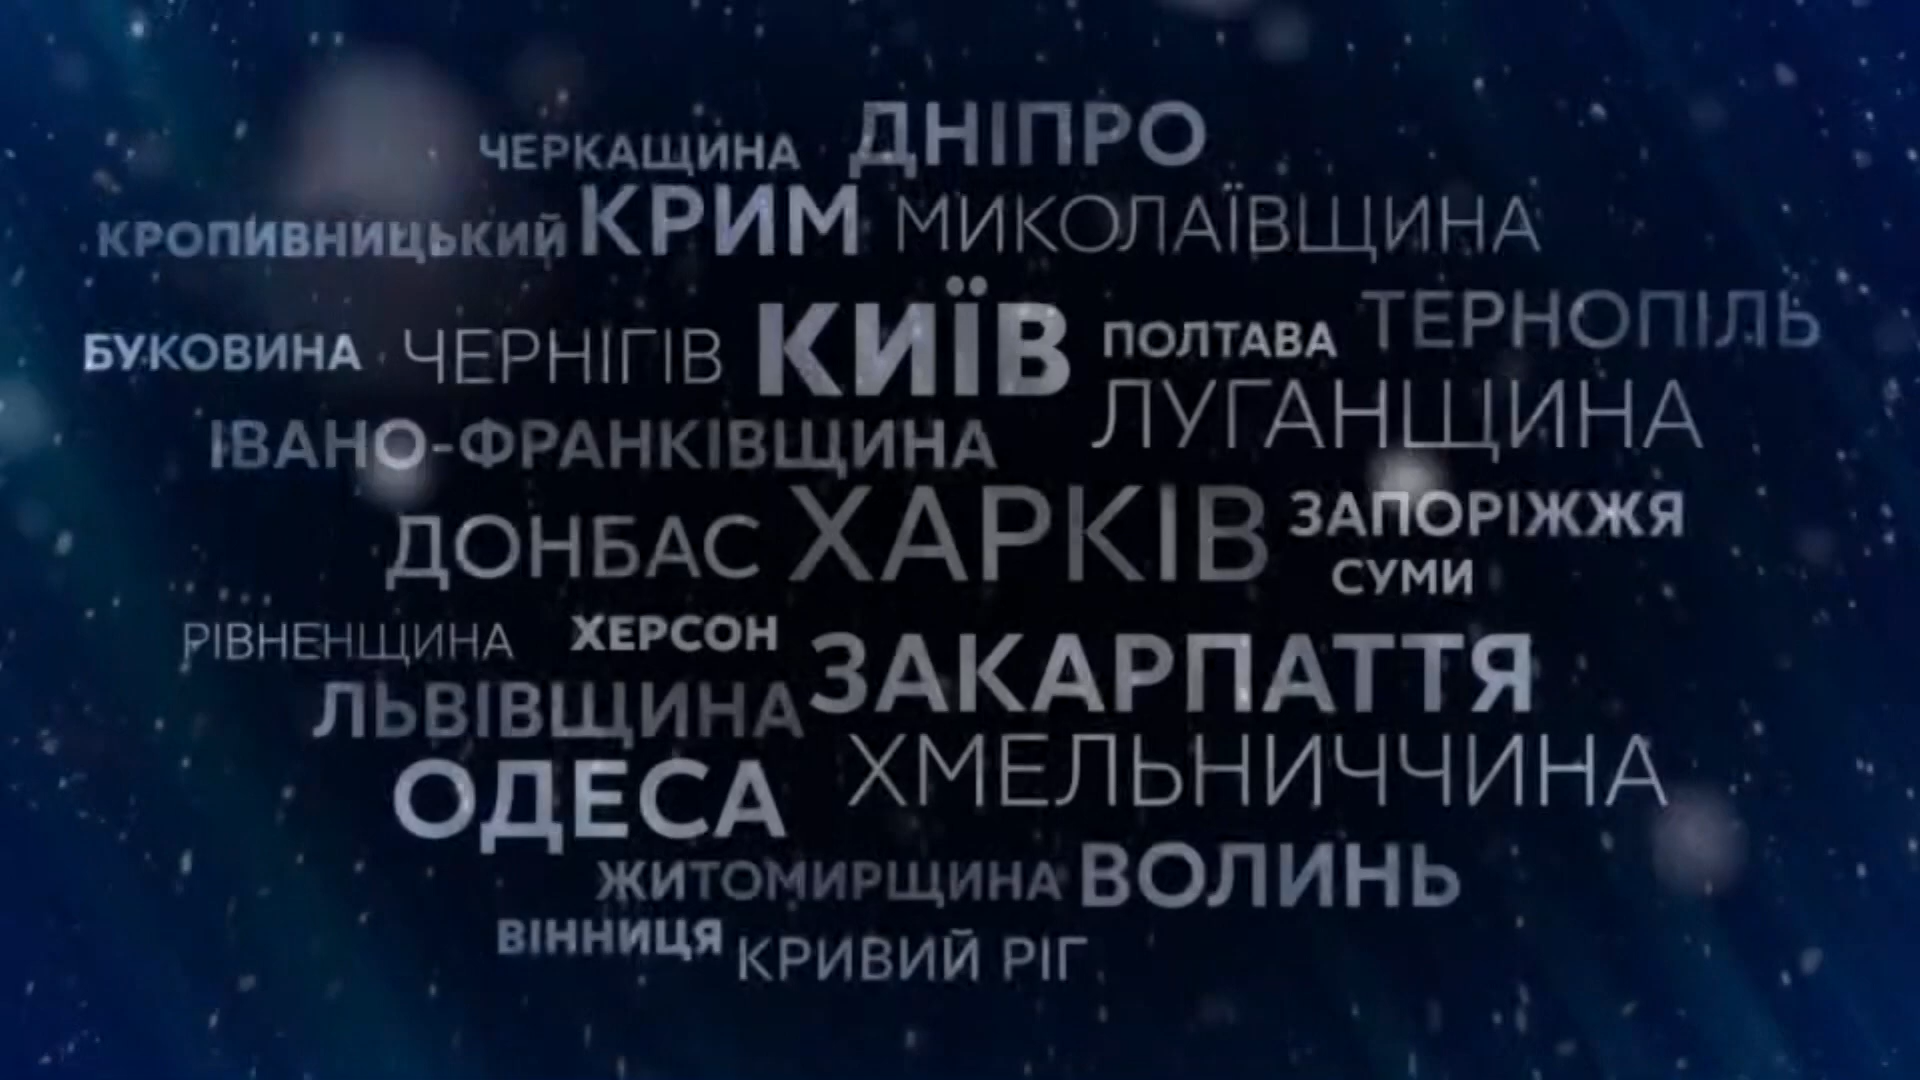 ЧЕРКАЩИНА ДНІПРО
КРОПИВНИЦЬКИЙ КРИМ МИКОЛАЇВЩИНА
БУКОВИНА ЧЕРНІГІВ КИЇВ ПОЛТАВА ТЕРНОПІЛЬ
ІВАНО-ФРАНКІВЩИНА ЛУГАНЩИНА
ДОНБАС ХАРКІВ ЗАПОРІЖЖЯ
СУМИ
РІВНЕНЩИНА ХЕРСОН ЗАКАРПАТТЯ
ЛЬВІВЩИНА
ОДЕСА ХМЕЛЬНИЧЧИНА
ЖИТОМИРЩИНА ВОЛИНЬ
ВІННИЦЯ КРИВИЙ РІГ